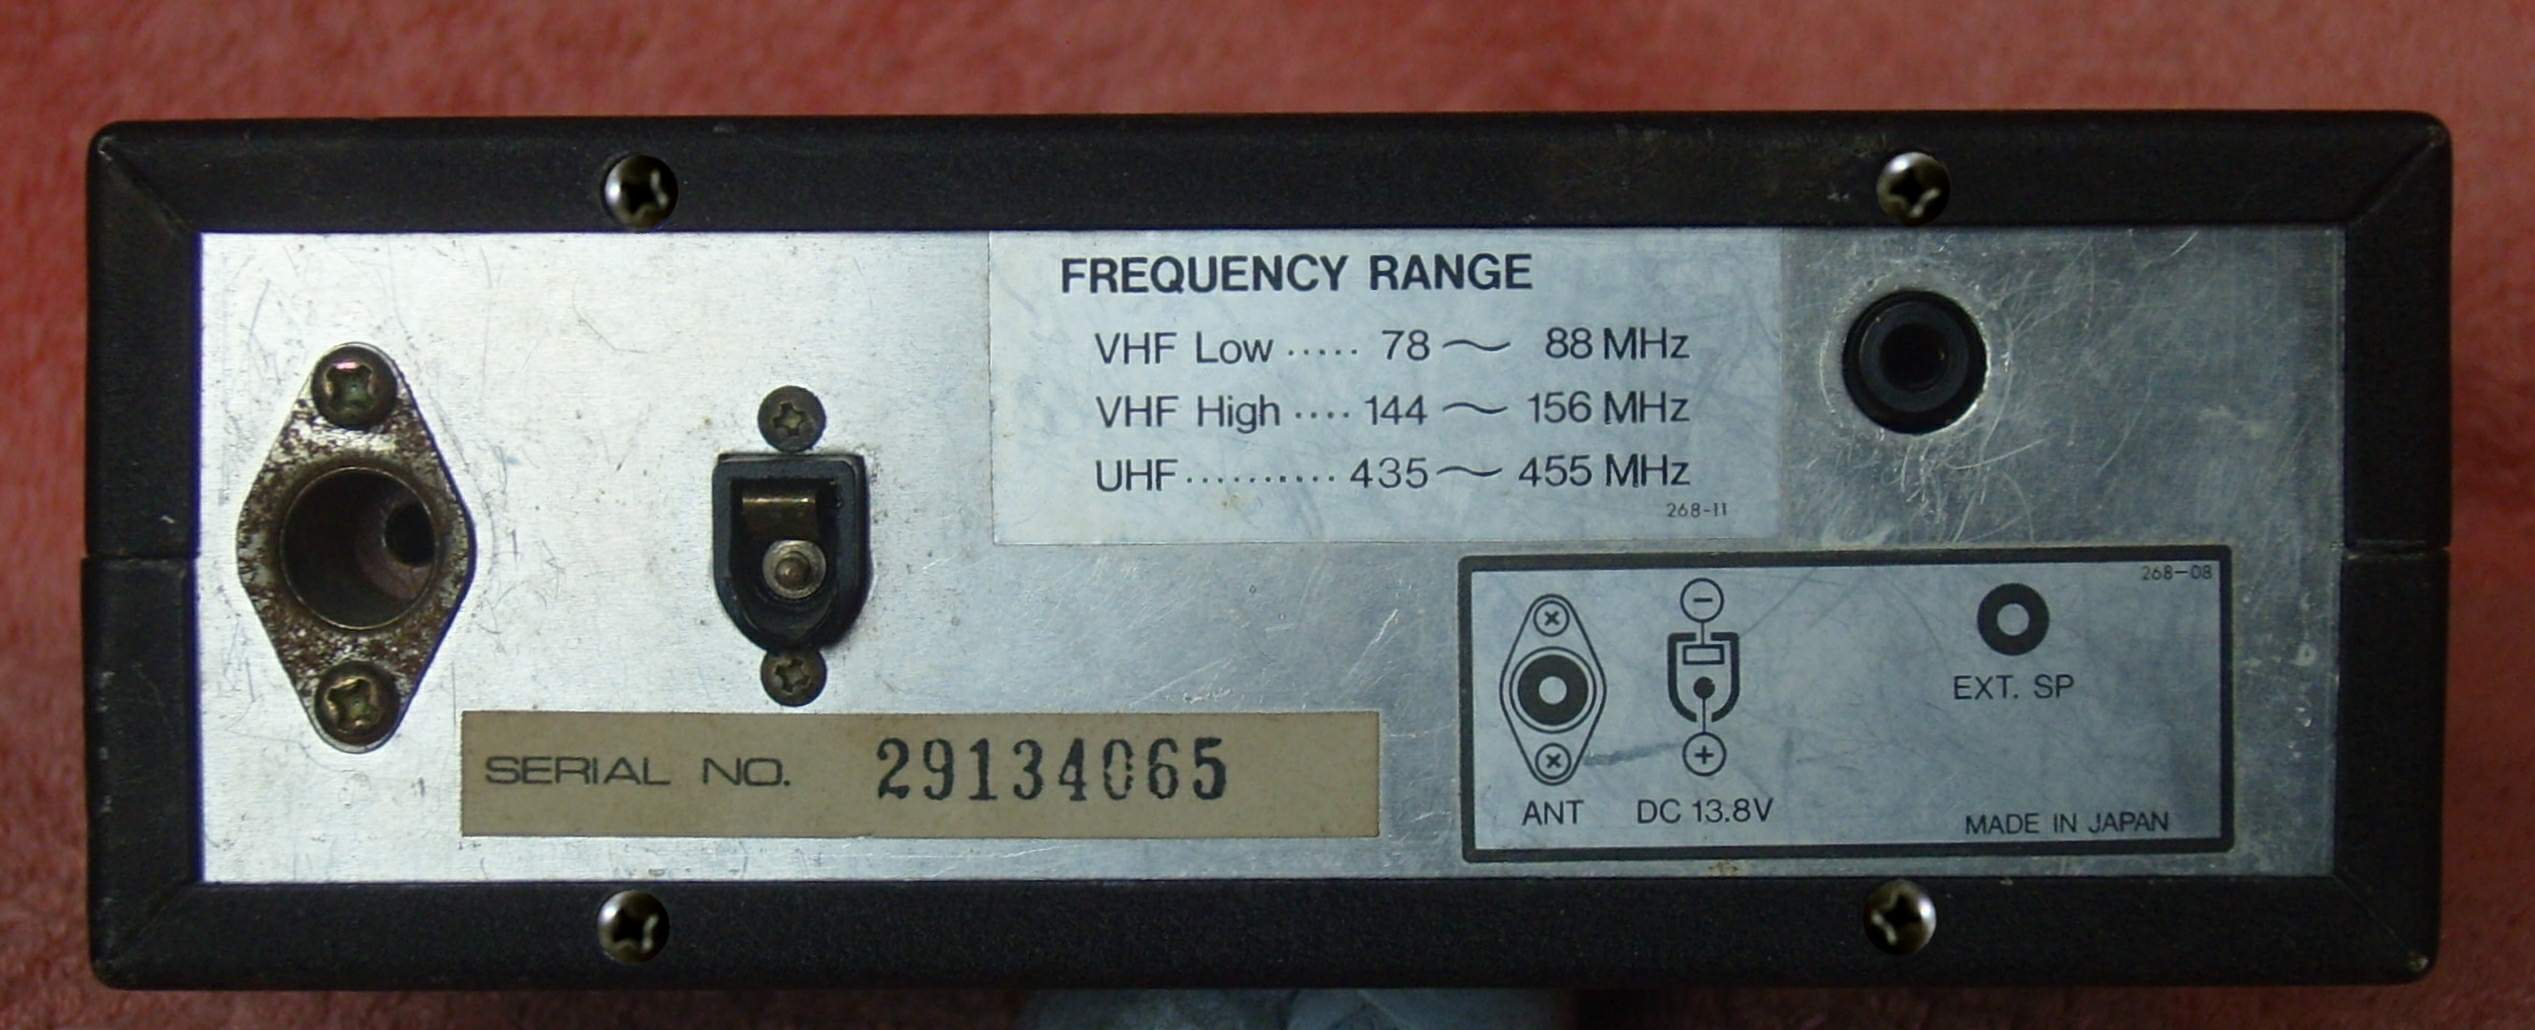 FREQUENCY RANGE
VHF Low ..... 78 ～ 88 MHz
VHF High .... 144 ～ 156 MHz
UHF .......... 435 ～ 455 MHz
268-11
268-08
− 
EXT. SP
+
ANT DC 13.8V
MADE IN JAPAN
SERIAL NO. 29134065